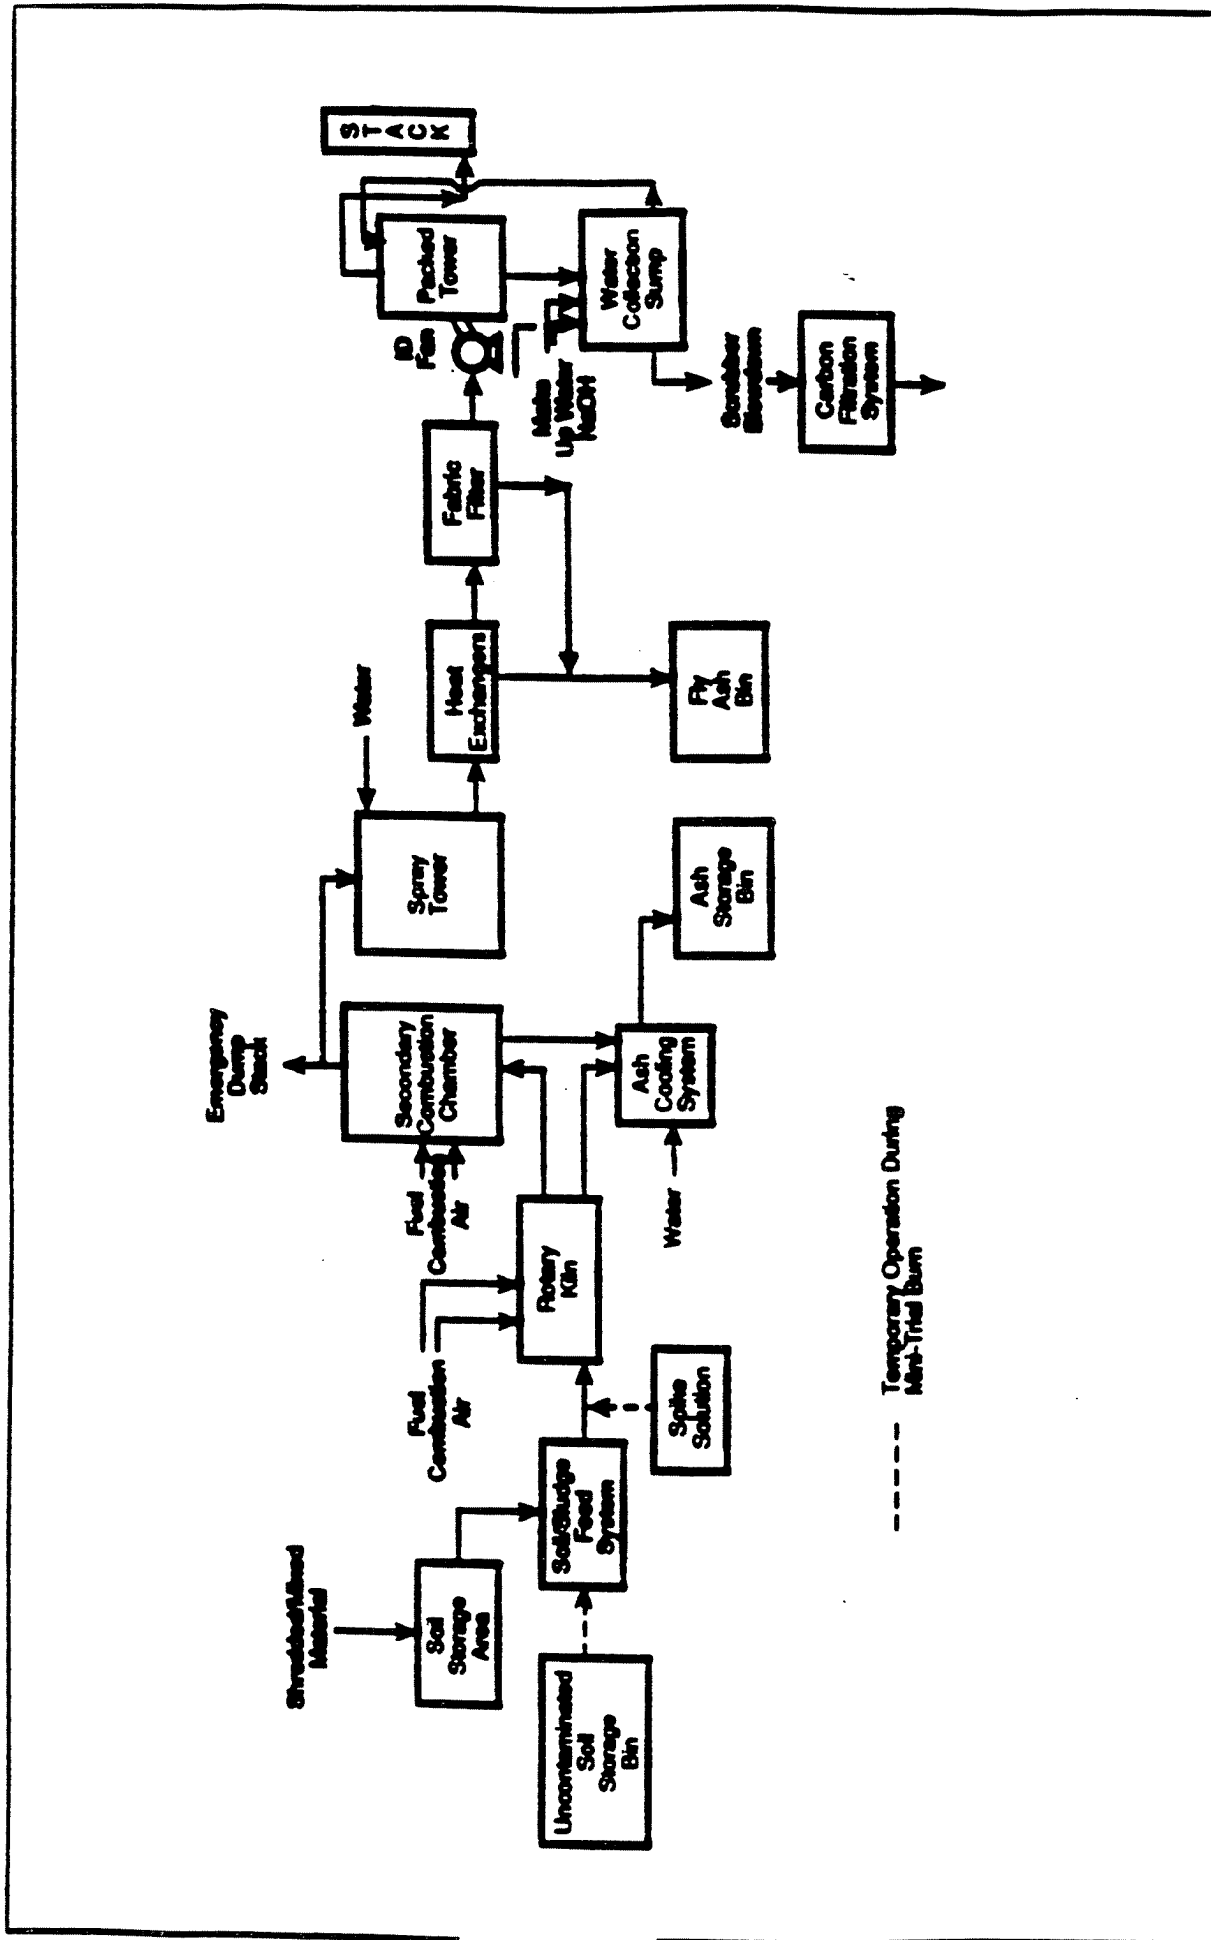 Shredded/Mixed
Material
Soil
Storage
Area
Uncontaminated
Soil
Storage
Bin
Soil/Sludge
Feed
System
Spike
Solution
Fuel
Combustion
Air
Rotary
Kiln
Fuel
Combustion
Air
Secondary
Combustion
Chamber
Emergency
Dump
Stack
Water
Ash
Cooling
System
Ash
Storage
Bin
Spray
Tower
Water
Heat
Exchangers
Fly
Ash
Bin
Fabric
Filter
ID
Fan
Packed
Tower
STACK
Make
Up Water
NaOH
Water
Collection
Sump
Scrubber
Blowdown
Carbon
Filtration
System
Temporary Operation During
Mini-Trial Burn